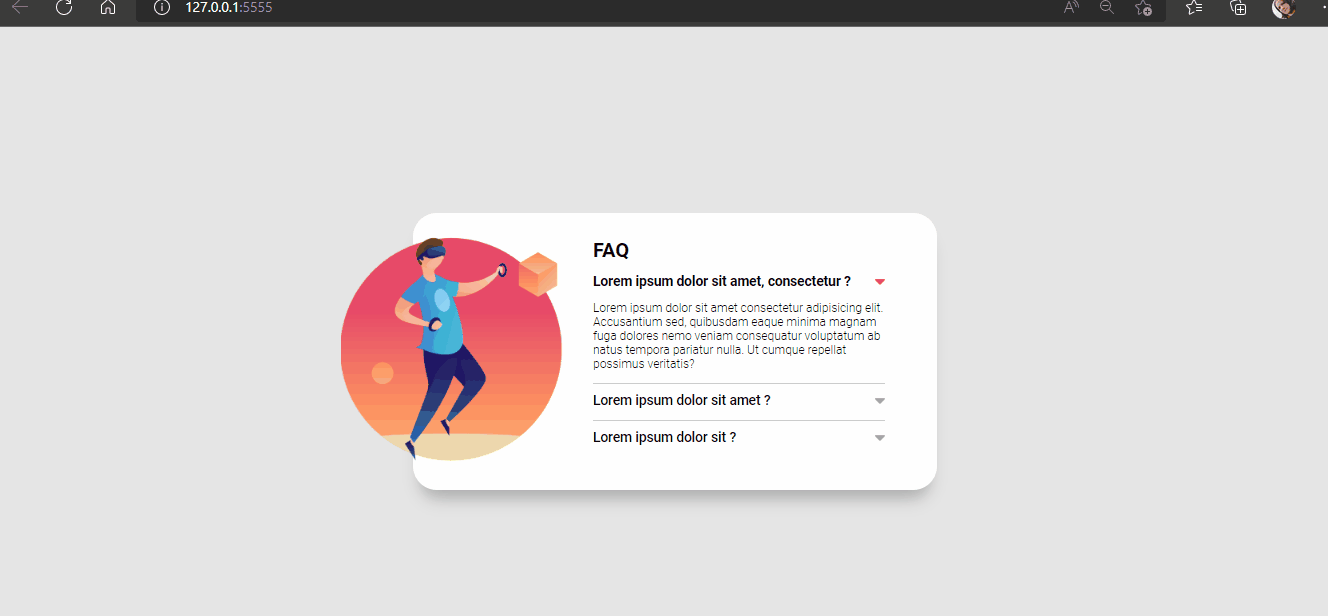 127.0.0.1:5555
FAQ
Lorem ipsum dolor sit amet, consectetur ?
Lorem ipsum dolor sit amet consectetur adipisicing elit.
Accusantium sed, quibusdam eaque minima magnam
fuga dolores nemo veniam consequatur voluptatum ab
natus tempora pariatur nulla. Ut cumque repellat
possimus veritatis?
Lorem ipsum dolor sit amet ?
Lorem ipsum dolor sit ?